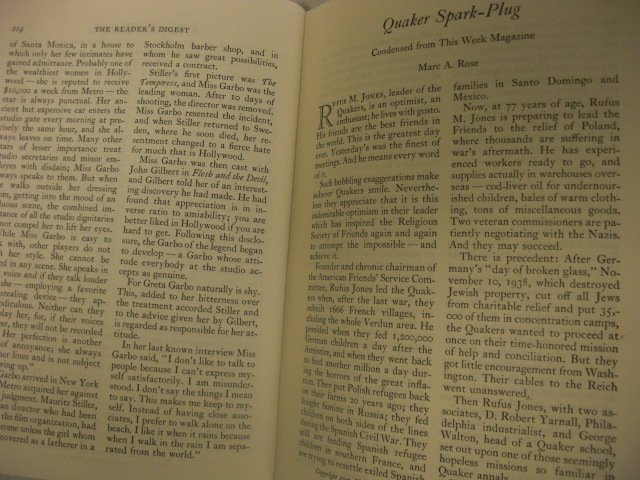 224 THE READER'S DIGEST
of Santa Monica, in a house to
which only her few intimates have
gained admittance. Probably one of
the wealthiest women in Holly-
wood — she is reputed to receive
$10,000 a week from Metro — the
star is always punctual. Her an-
cient but expensive car enters the
studio gate every morning at pre-
cisely the same hour, and she al-
ways leaves on time. Many other
stars of lesser importance treat
studio secretaries and minor em-
ployes with disdain; Miss Garbo
always speaks to them. But when
she walks outside her dressing
room, getting into the mood of an
famous scene, the combined im-
portance of all the studio dignitaries
cannot compel her to lift her eyes.
While Miss Garbo is easy to
work with, other players do not
her style. She cannot be
in any scene. She speaks in
voice and if they talk louder
she — employing a favorite
stealing device — they ap-
ridiculous. Neither can they
play her, for, if their voices
, they will not be recorded
Her perfection is another
of annoyance; she always
her lines and is not subject
ing up."
Garbo arrived in New York
Metro acquired her against
judgment. Mauritz Stiller,
an director who had been
the film organization, had
come unless the girl whom
covered as a latherer in a
Stockholm barber shop, and in
whom he saw great possibilities,
received a contract.
Stiller's first picture was The
Temptress, and Miss Garbo was the
leading woman. After 10 days of
shooting, the director was removed.
Miss Garbo resented the incident,
and when Stiller returned to Swe-
den, where he soon died, her re-
sentment changed to a fierce hate
for much that is Hollywood.
Miss Garbo was then cast with
John Gilbert in Flesh and the Devil,
and Gilbert told her of an interest-
ing discovery he had made. He had
found that appreciation is in in-
verse ratio to amiability; you are
better liked in Hollywood if you are
hard to get. Following this disclo-
sure, the Garbo of the legend began
to develop — a Garbo whose atti-
tude everybody at the studio ac-
cepts as genuine.
For Greta Garbo naturally is shy.
This, added to her bitterness over
the treatment accorded Stiller and
to the advice given her by Gilbert,
is regarded as responsible for her at-
titude.
In her last known interview Miss
Garbo said, "I don't like to talk to
people because I can't express my-
self satisfactorily. I am misunder-
stood. I don't say the things I mean
to say. This makes me keep to my-
self. Instead of having close asso-
ciates, I prefer to walk alone on the
beach. I like it when it rains because
when I walk in the rain I am sepa-
rated from the world."
Quaker Spark-Plug
Condensed from This Week Magazine
Marc A. Rose
RUFUS M. JONES, leader of the
Quakers, is an optimist, an
enthusiast; he lives with gusto.
His friends are the best friends in
the world. This is the greatest day
ever. Yesterday's was the finest of
meetings. And he means every word
of it.
Such bubbling exaggerations make
soberer Quakers smile. Neverthe-
less they appreciate that it is this
indomitable optimism in their leader
which has inspired the Religious
Society of Friends again and again
to attempt the impossible — and
achieve it.
Founder and chronic chairman of
the American Friends' Service Com-
mittee, Rufus Jones led the Quak-
ers when, after the last war, they
rebuilt 1666 French villages, in-
cluding the whole Verdun area. He
presided when they fed 1,200,000
German children a day after the
Armistice, and when they went back
to feed another million a day dur-
ing the horrors of the great infla-
tion. They put Polish refugees back
on their farms 20 years ago; they
fought famine in Russia; they fed
children on both sides of the lines
during the Spanish Civil War. They
are still feeding Spanish refugee
children in southern France, and
are trying to resettle exiled Spanish
families in Santo Domingo and
Mexico.
Now, at 77 years of age, Rufus
M. Jones is preparing to lead the
Friends to the relief of Poland,
where thousands are suffering in
war's aftermath. He has experi-
enced workers ready to go, and
supplies actually in warehouses over-
seas — cod-liver oil for undernour-
ished children, bales of warm cloth-
ing, tons of miscellaneous goods.
Two veteran commissioners are pa-
tiently negotiating with the Nazis.
And they may succeed.
There is precedent: After Ger-
many's "day of broken glass," No-
vember 10, 1938, which destroyed
Jewish property, cut off all Jews
from charitable relief and put 35,-
000 of them in concentration camps,
the Quakers wanted to proceed at
once on their time-honored mission
of help and conciliation. But they
got little encouragement from Wash-
ington. Their cables to the Reich
went unanswered.
Then Rufus Jones, with two as-
sociates, D. Robert Yarnall, Phila-
delphia industrialist, and George
Walton, head of a Quaker school,
set out upon one of those seemingly
hopeless missions so familiar in
Quaker annals.